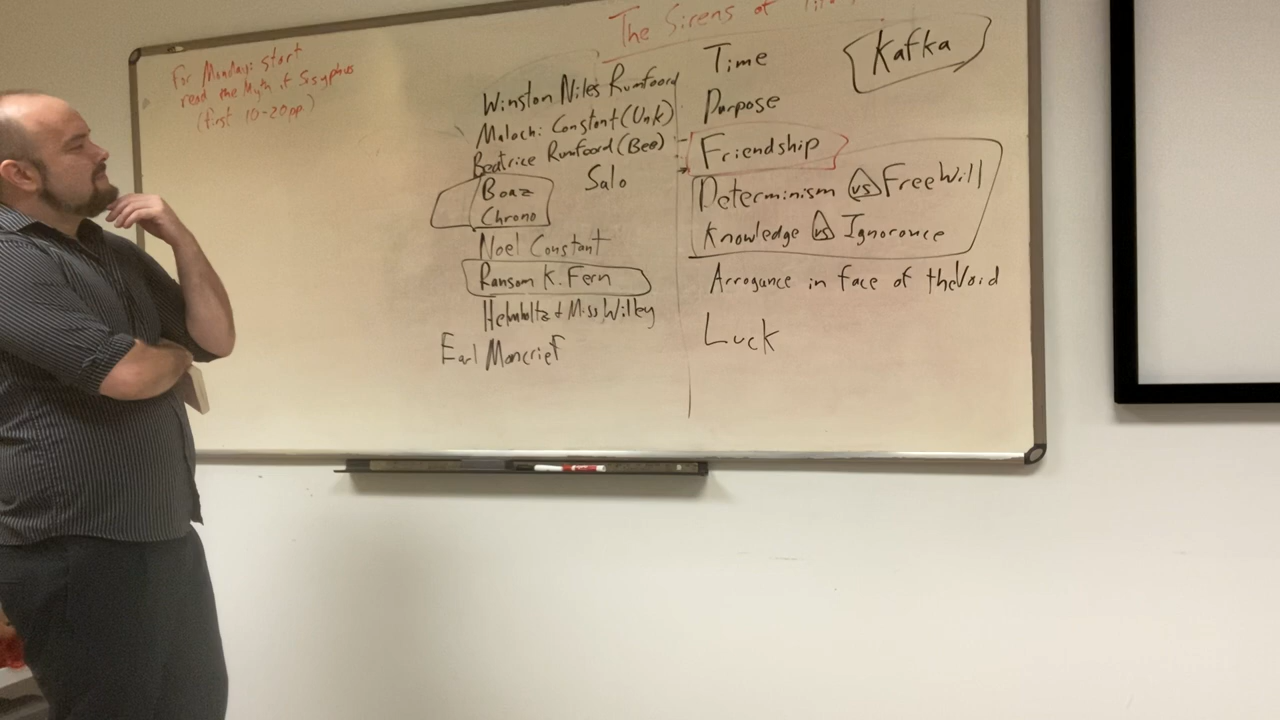 The Sirens of Titan
For Monday: start
read the Myth of Sisyphus
(first 10-20pp)
Winston Niles Rumfoord
Malachi Constant (Unk)
Beatrice Rumfoord (Bee)
Salo
Boaz
Chrono
Noel Constant
Ransom K. Fern
Helmholtz + Miss Wiley
Earl Moncrief
Time
Purpose
Friendship
Determinism vs Free Will
Knowledge vs Ignorance
Arrogance in face of the Void
Luck
Kafka